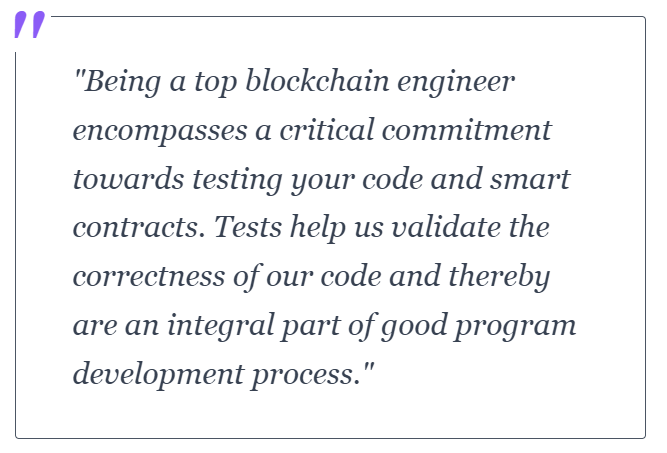 "Being a top blockchain engineer
encompasses a critical commitment
towards testing your code and smart
contracts. Tests help us validate the
correctness of our code and thereby
are an integral part of good program
development process."